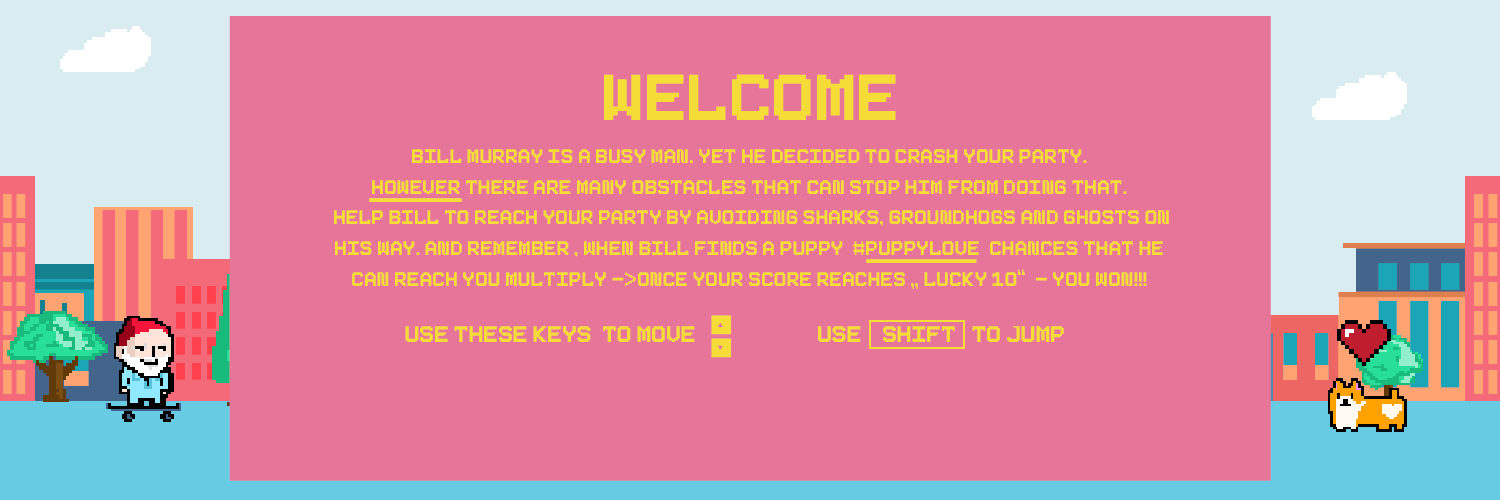 WELCOME
BILL MURRAY IS A BUSY MAN. YET HE DECIDED TO CRASH YOUR PARTY.
HOWEVER THERE ARE MANY OBSTACLES THAT CAN STOP HIM FROM DOING THAT.
HELP BILL TO REACH YOUR PARTY BY AVOIDING SHARKS, GROUNDHOGS AND GHOSTS ON
HIS WAY. AND REMEMBER , WHEN BILL FINDS A PUPPY #PUPPYLOVE CHANCES THAT HE
CAN REACH YOU MULTIPLY ->ONCE YOUR SCORE REACHES „ LUCKY 10“ - YOU WON!!!
USE THESE KEYS TO MOVE USE SHIFT TO JUMP